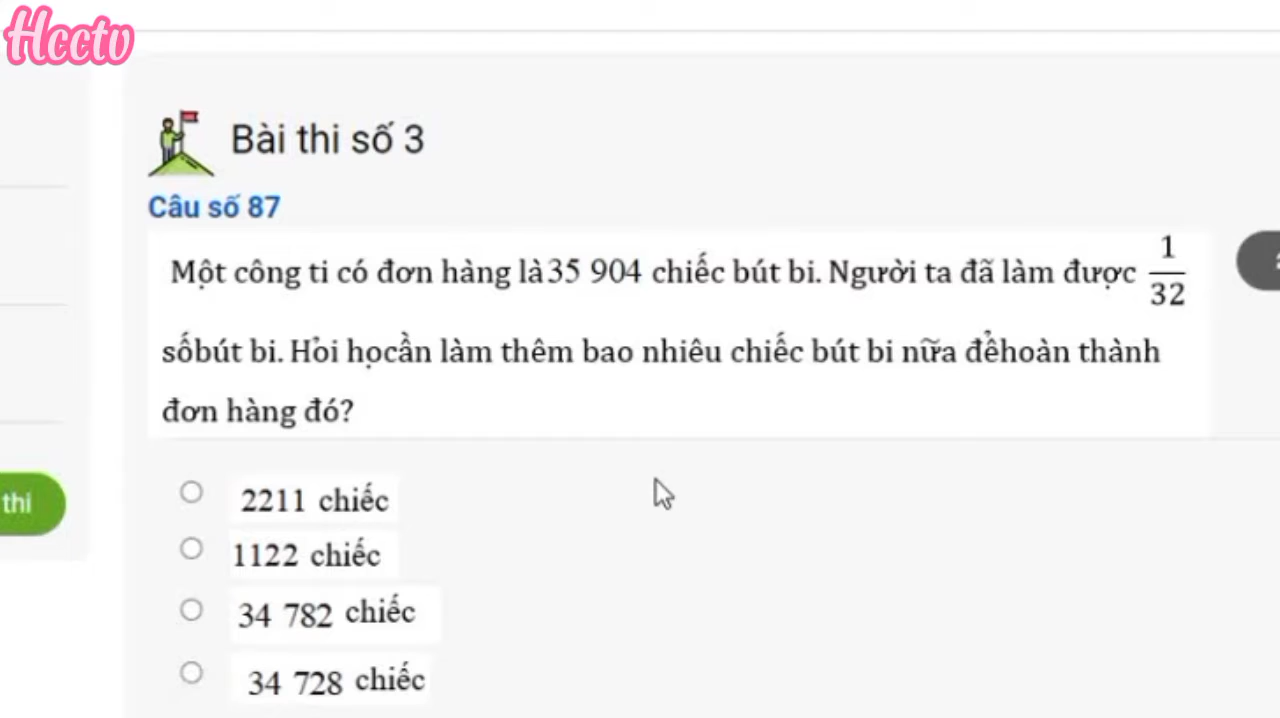 Hcctv
Bài thi số 3
Câu số 87
Một công ti có đơn hàng là35 904 chiếc bút bi. Người ta đã làm được 1/32
sốbút bi. Hỏi họcần làm thêm bao nhiêu chiếc bút bi nữa đểhoàn thành
đơn hàng đó?
2211 chiếc
1122 chiếc
thi
34 782 chiếc
34 728 chiếc